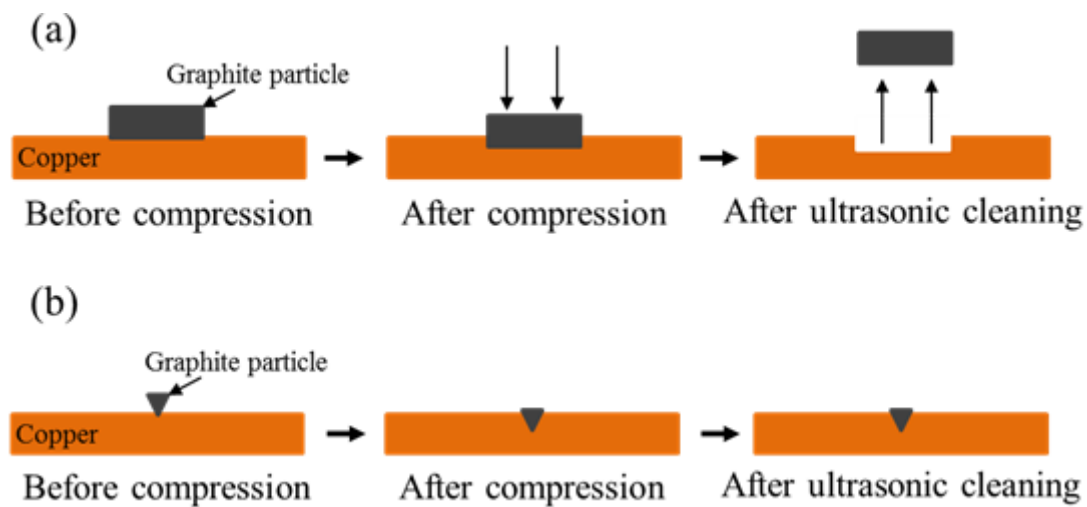 (a)
Graphite particle
Copper
Before compression
After compression
After ultrasonic cleaning
(b)
Graphite particle
Copper
Before compression
After compression
After ultrasonic cleaning